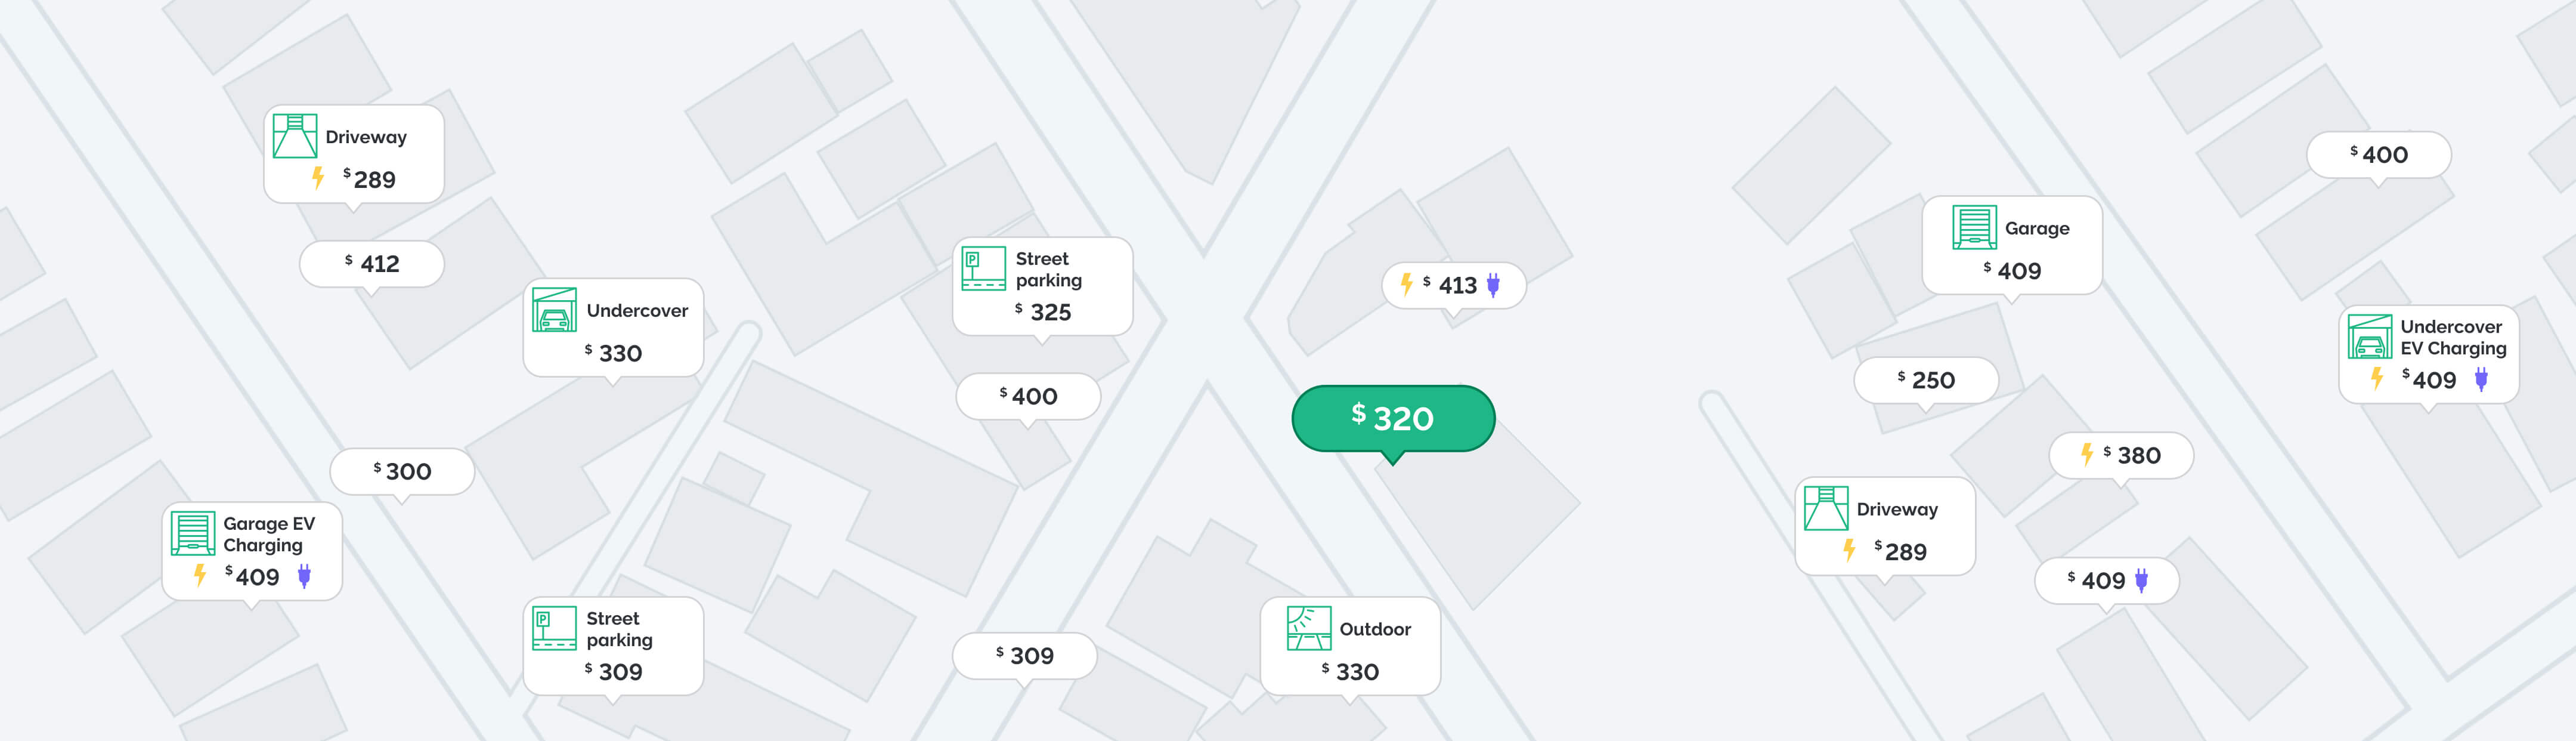 Driveway
$289
$ 412
Undercover
$ 330
$ 300
Garage EV
Charging
$409
P
Street
parking
$ 309
P
Street
parking
$ 325
$ 400
$ 309
$ 413
$ 320
Outdoor
$ 330
Garage
$ 409
$ 250
$ 380
Driveway
$289
$ 409
$ 400
Undercover
EV Charging
$409